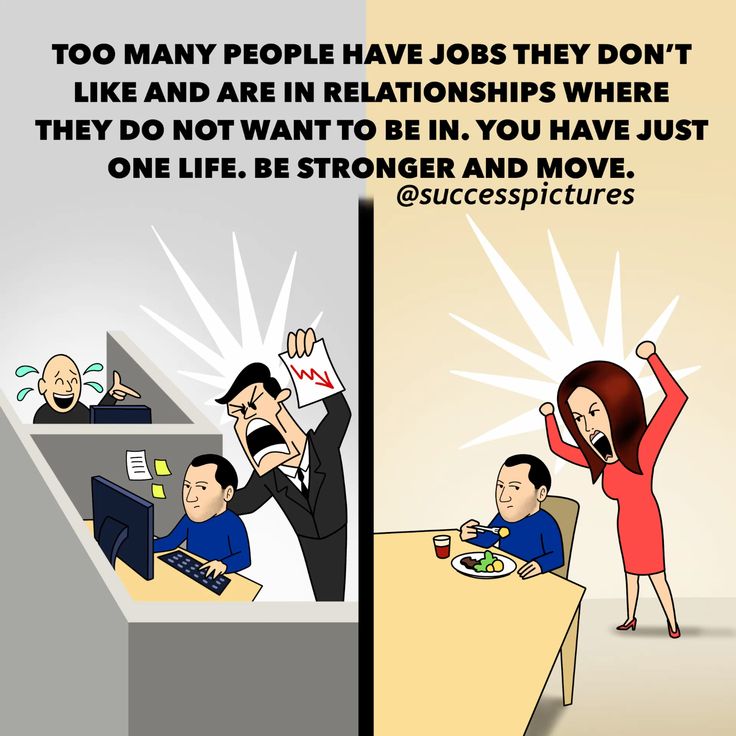 TOO MANY PEOPLE HAVE JOBS THEY DON'T
LIKE AND ARE IN RELATIONSHIPS WHERE
THEY DO NOT WANT TO BE IN. YOU HAVE JUST
ONE LIFE. BE STRONGER AND MOVE.
@successpictures